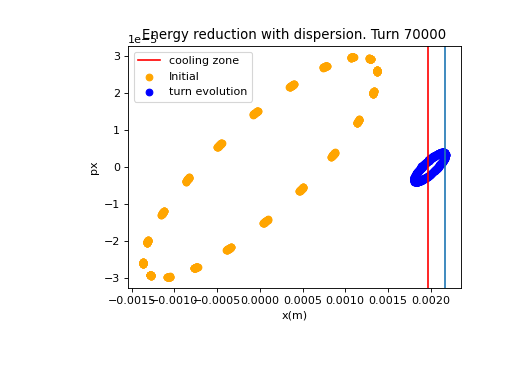 Energy reduction with dispersion. Turn 70000
1e−5
cooling zone
Initial
turn evolution
3
2
1
0
−1
−2
−3
px
−0.0015−0.0010−0.0005 0.0000 0.0005 0.0010 0.0015 0.0020
x(m)